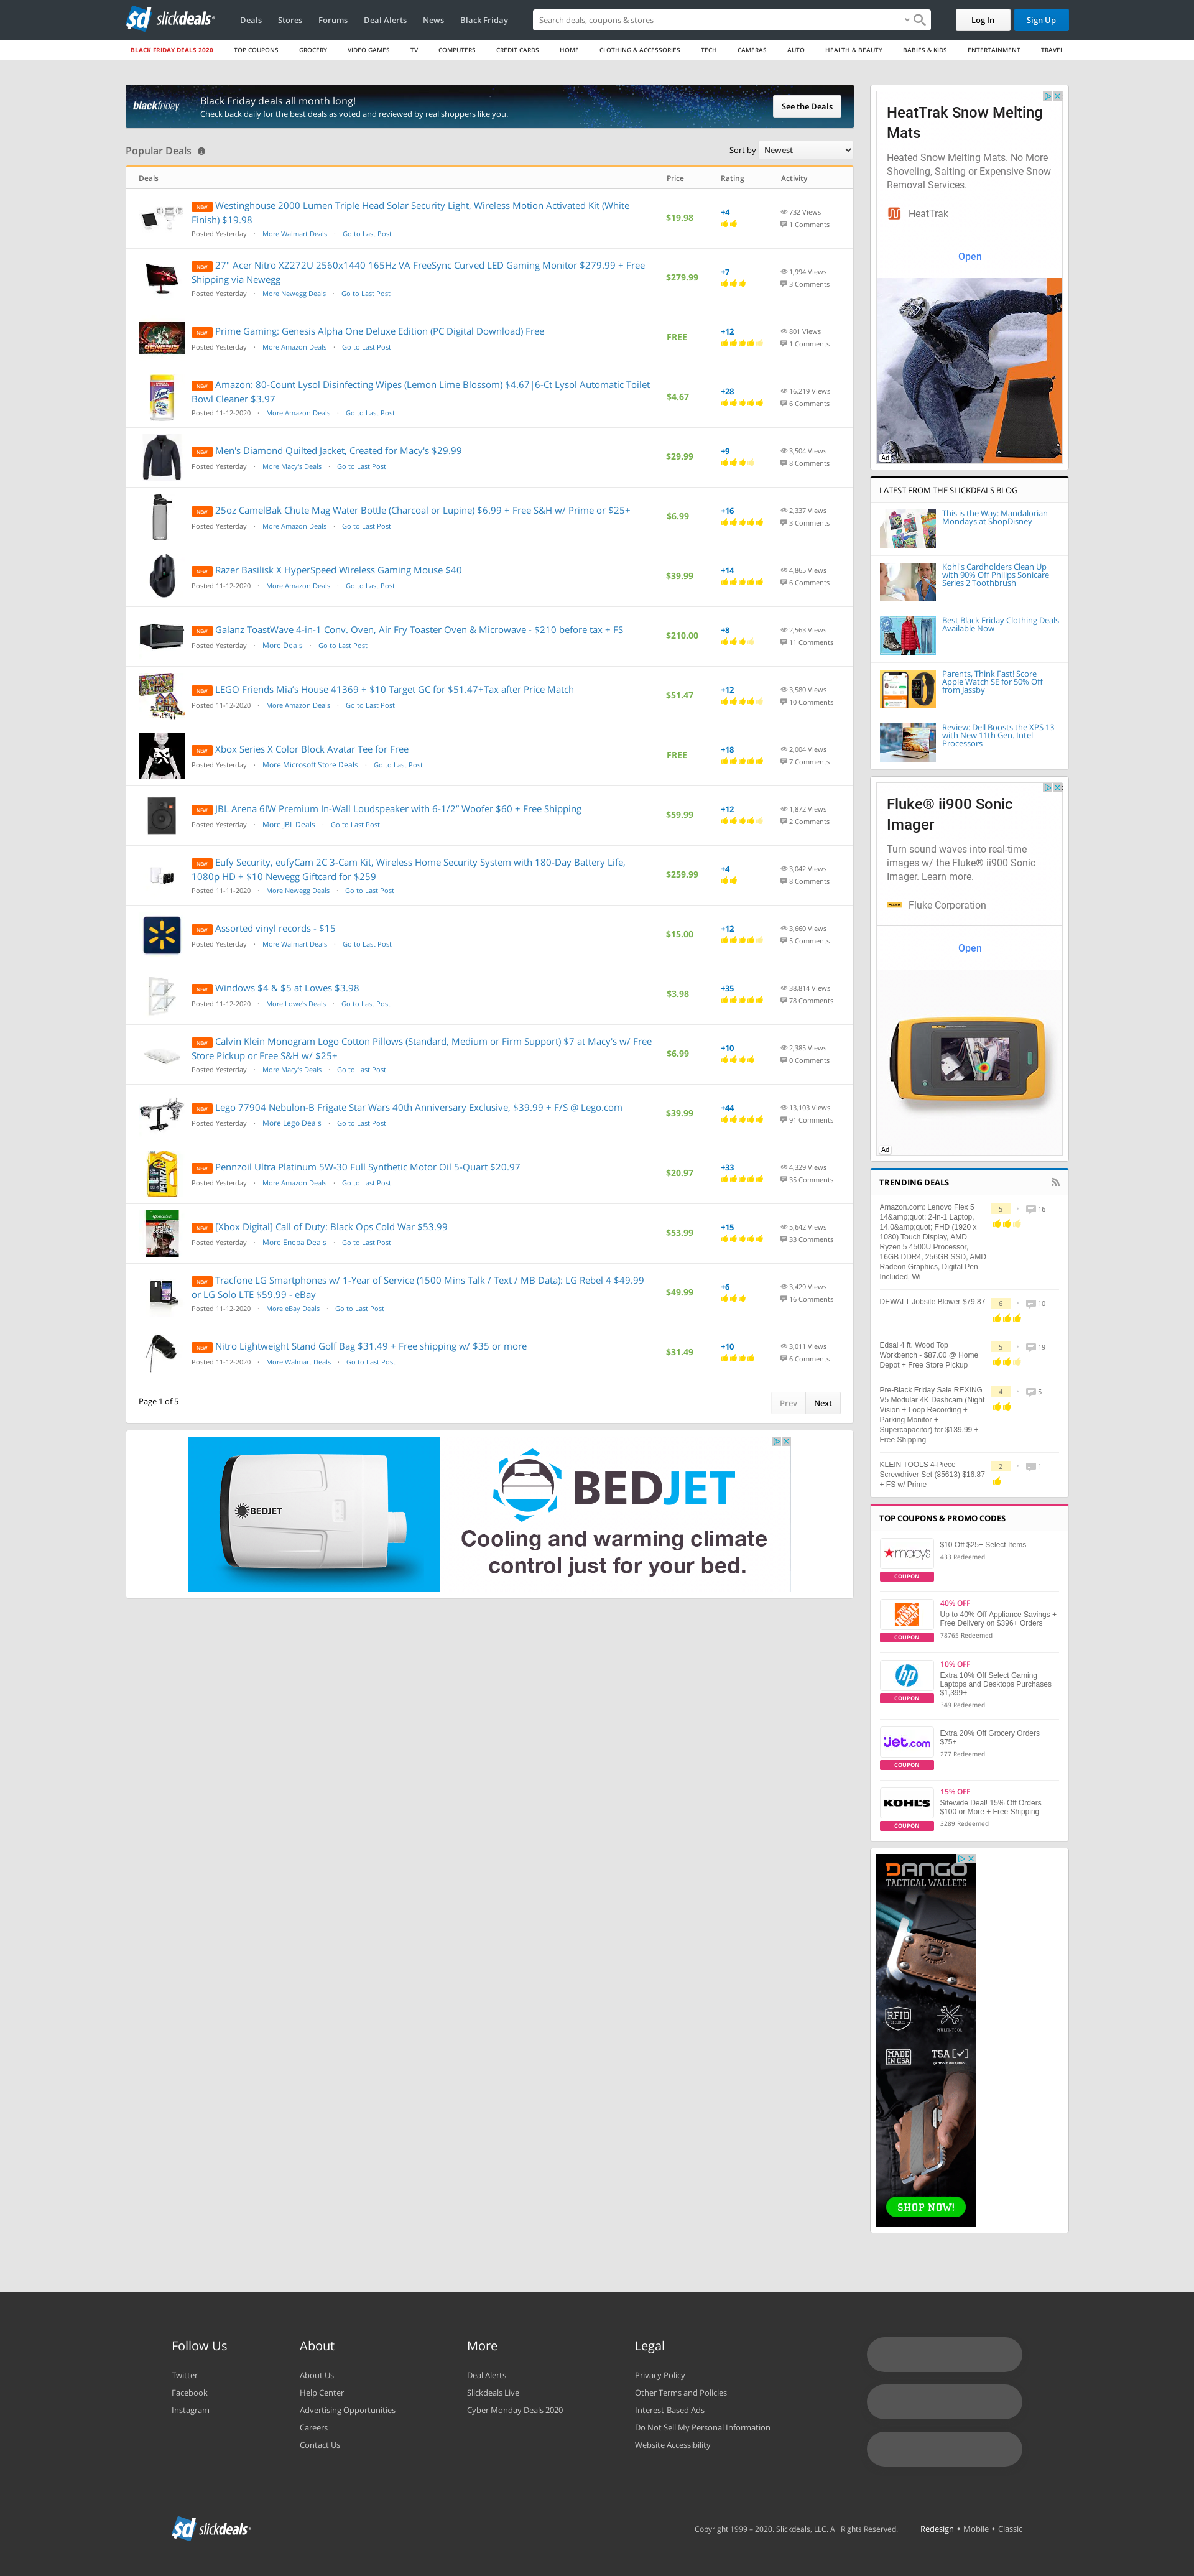 sd slickdeals
Deals
Stores
Forums
Deal Alerts
News
Black Friday
Search deals, coupons & stores
Log In
Sign Up
BLACK FRIDAY DEALS 2020
TOP COUPONS
GROCERY
VIDEO GAMES
TV
COMPUTERS
CREDIT CARDS
HOME
CLOTHING & ACCESSORIES
TECH
CAMERAS
AUTO
HEALTH & BEAUTY
BABIES & KIDS
ENTERTAINMENT
TRAVEL
blackfriday
Black Friday deals all month long!
Check back daily for the best deals as voted and reviewed by real shoppers like you.
See the Deals
Popular Deals
Sort by Newest
Deals Price Rating Activity
NEW Westinghouse 2000 Lumen Triple Head Solar Security Light, Wireless Motion Activated Kit (White
Finish) $19.98
Posted Yesterday · More Walmart Deals · Go to Last Post
$19.98
+4
732 Views
1 Comments
NEW 27" Acer Nitro XZ272U 2560x1440 165Hz VA FreeSync Curved LED Gaming Monitor $279.99 + Free
Shipping via Newegg
Posted Yesterday · More Newegg Deals · Go to Last Post
$279.99
+7
1,994 Views
3 Comments
NEW Prime Gaming: Genesis Alpha One Deluxe Edition (PC Digital Download) Free
Posted Yesterday · More Amazon Deals · Go to Last Post
FREE
+12
801 Views
1 Comments
NEW Amazon: 80-Count Lysol Disinfecting Wipes (Lemon Lime Blossom) $4.67|6-Ct Lysol Automatic Toilet
Bowl Cleaner $3.97
Posted 11-12-2020 · More Amazon Deals · Go to Last Post
$4.67
+28
16,219 Views
6 Comments
NEW Men's Diamond Quilted Jacket, Created for Macy's $29.99
Posted Yesterday · More Macy's Deals · Go to Last Post
$29.99
+9
3,504 Views
8 Comments
NEW 25oz CamelBak Chute Mag Water Bottle (Charcoal or Lupine) $6.99 + Free S&H w/ Prime or $25+
Posted Yesterday · More Amazon Deals · Go to Last Post
$6.99
+16
2,337 Views
3 Comments
NEW Razer Basilisk X HyperSpeed Wireless Gaming Mouse $40
Posted 11-12-2020 · More Amazon Deals · Go to Last Post
$39.99
+14
4,865 Views
6 Comments
NEW Galanz ToastWave 4-in-1 Conv. Oven, Air Fry Toaster Oven & Microwave - $210 before tax + FS
Posted Yesterday · More Deals · Go to Last Post
$210.00
+8
2,563 Views
11 Comments
NEW LEGO Friends Mia's House 41369 + $10 Target GC for $51.47+Tax after Price Match
Posted 11-12-2020 · More Amazon Deals · Go to Last Post
$51.47
+12
3,580 Views
10 Comments
NEW Xbox Series X Color Block Avatar Tee for Free
Posted Yesterday · More Microsoft Store Deals · Go to Last Post
FREE
+18
2,004 Views
7 Comments
NEW JBL Arena 6IW Premium In-Wall Loudspeaker with 6-1/2" Woofer $60 + Free Shipping
Posted Yesterday · More JBL Deals · Go to Last Post
$59.99
+12
1,872 Views
2 Comments
NEW Eufy Security, eufyCam 2C 3-Cam Kit, Wireless Home Security System with 180-Day Battery Life,
1080p HD + $10 Newegg Giftcard for $259
Posted 11-11-2020 · More Newegg Deals · Go to Last Post
$259.99
+4
3,042 Views
8 Comments
NEW Assorted vinyl records - $15
Posted Yesterday · More Walmart Deals · Go to Last Post
$15.00
+12
3,660 Views
5 Comments
NEW Windows $4 & $5 at Lowes $3.98
Posted 11-12-2020 · More Lowe's Deals · Go to Last Post
$3.98
+35
38,814 Views
78 Comments
NEW Calvin Klein Monogram Logo Cotton Pillows (Standard, Medium or Firm Support) $7 at Macy's w/ Free
Store Pickup or Free S&H w/ $25+
Posted Yesterday · More Macy's Deals · Go to Last Post
$6.99
+10
2,385 Views
0 Comments
NEW Lego 77904 Nebulon-B Frigate Star Wars 40th Anniversary Exclusive, $39.99 + F/S @ Lego.com
Posted Yesterday · More Lego Deals · Go to Last Post
$39.99
+44
13,103 Views
91 Comments
NEW Pennzoil Ultra Platinum 5W-30 Full Synthetic Motor Oil 5-Quart $20.97
Posted Yesterday · More Amazon Deals · Go to Last Post
$20.97
+33
4,329 Views
35 Comments
NEW [Xbox Digital] Call of Duty: Black Ops Cold War $53.99
Posted Yesterday · More Eneba Deals · Go to Last Post
$53.99
+15
5,642 Views
33 Comments
NEW Tracfone LG Smartphones w/ 1-Year of Service (1500 Mins Talk / Text / MB Data): LG Rebel 4 $49.99
or LG Solo LTE $59.99 - eBay
Posted 11-12-2020 · More eBay Deals · Go to Last Post
$49.99
+6
3,429 Views
16 Comments
NEW Nitro Lightweight Stand Golf Bag $31.49 + Free shipping w/ $35 or more
Posted 11-12-2020 · More Walmart Deals · Go to Last Post
$31.49
+10
3,011 Views
6 Comments
Page 1 of 5
Prev
Next
BEDJET
BEDJET
Cooling and warming climate
control just for your bed.
HeatTrak Snow Melting
Mats
Heated Snow Melting Mats. No More
Shoveling, Salting or Expensive Snow
Removal Services.
HeatTrak
Open
Ad
LATEST FROM THE SLICKDEALS BLOG
This is the Way: Mandalorian
Mondays at ShopDisney
Kohl's Cardholders Clean Up
with 90% Off Philips Sonicare
Series 2 Toothbrush
Best Black Friday Clothing Deals
Available Now
Parents, Think Fast! Score
Apple Watch SE for 50% Off
from Jassby
Review: Dell Boosts the XPS 13
with New 11th Gen. Intel
Processors
Fluke® ii900 Sonic
Imager
Turn sound waves into real-time
images w/ the Fluke® ii900 Sonic
Imager. Learn more.
Fluke Corporation
Open
Ad
TRENDING DEALS
Amazon.com: Lenovo Flex 5
14&amp;quot; 2-in-1 Laptop,
14.0&amp;quot; FHD (1920 x
1080) Touch Display, AMD
Ryzen 5 4500U Processor,
16GB DDR4, 256GB SSD, AMD
Radeon Graphics, Digital Pen
Included, Wi
5 · 16
DEWALT Jobsite Blower $79.87
6 · 10
Edsal 4 ft. Wood Top
Workbench - $87.00 @ Home
Depot + Free Store Pickup
5 · 19
Pre-Black Friday Sale REXING
V5 Modular 4K Dashcam (Night
Vision + Loop Recording +
Parking Monitor +
Supercapacitor) for $139.99 +
Free Shipping
4 · 5
KLEIN TOOLS 4-Piece
Screwdriver Set (85613) $16.87
+ FS w/ Prime
2 · 1
TOP COUPONS & PROMO CODES
macy's
COUPON
$10 Off $25+ Select Items
433 Redeemed
COUPON
40% OFF
Up to 40% Off Appliance Savings +
Free Delivery on $396+ Orders
78765 Redeemed
hp
COUPON
10% OFF
Extra 10% Off Select Gaming
Laptops and Desktops Purchases
$1,399+
349 Redeemed
jet.com
COUPON
Extra 20% Off Grocery Orders
$75+
277 Redeemed
KOHL'S
COUPON
15% OFF
Sitewide Deal! 15% Off Orders
$100 or More + Free Shipping
3289 Redeemed
DANGO
TACTICAL WALLETS
RFID
MULTI-TOOL
MADE
IN USA
TSA
SHOP NOW!
Follow Us
Twitter
Facebook
Instagram
About
About Us
Help Center
Advertising Opportunities
Careers
Contact Us
More
Deal Alerts
Slickdeals Live
Cyber Monday Deals 2020
Legal
Privacy Policy
Other Terms and Policies
Interest-Based Ads
Do Not Sell My Personal Information
Website Accessibility
sd slickdeals
Copyright 1999 – 2020. Slickdeals, LLC. All Rights Reserved.
Redesign • Mobile • Classic